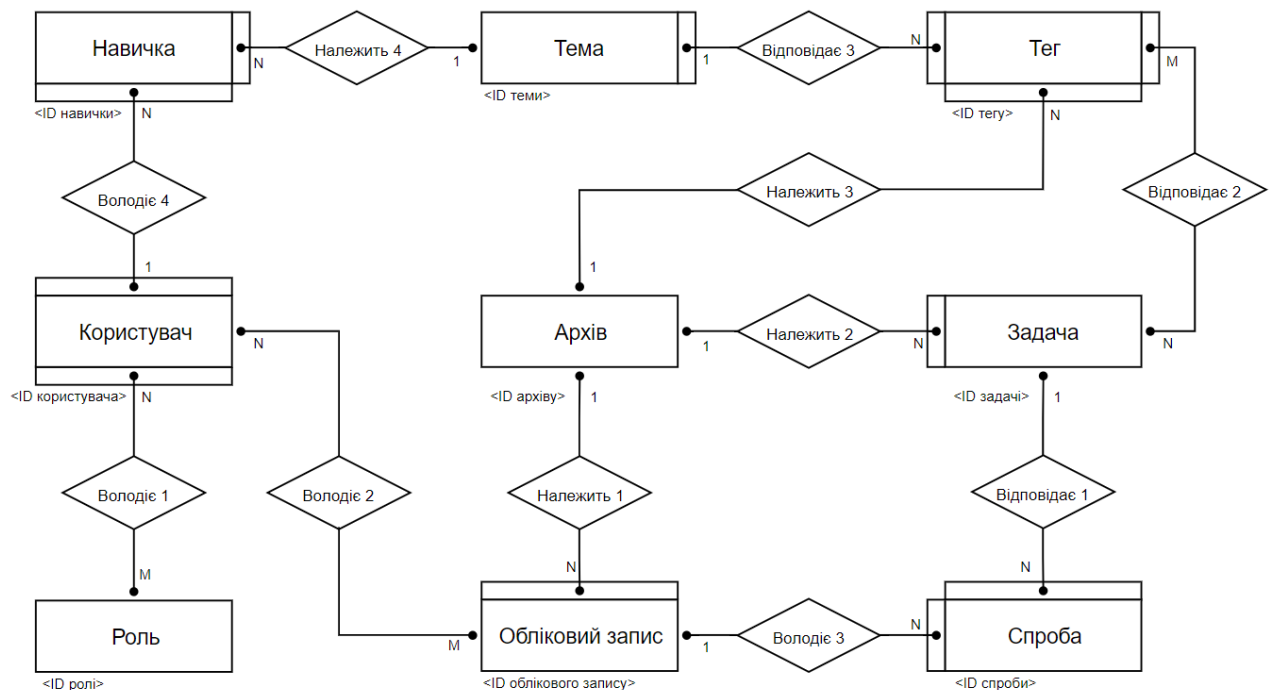 Навичка
Належить 4
Тема
Відповідає 3
Тег
N
1
1
N
M
<ID навички>
N
<ID теми>
<ID тегу>
N
Володіє 4
Належить 3
Відповідає 2
1
1
Користувач
Архів
Належить 2
Задача
N
1
N
N
<ID користувача>
N
<ID архіву>
1
<ID задачі>
1
Володіє 1
Володіє 2
Належить 1
Відповідає 1
M
N
N
Роль
Обліковий запис
Володіє 3
Спроба
M
1
N
<ID ролі>
<ID облікового запису>
<ID спроби>